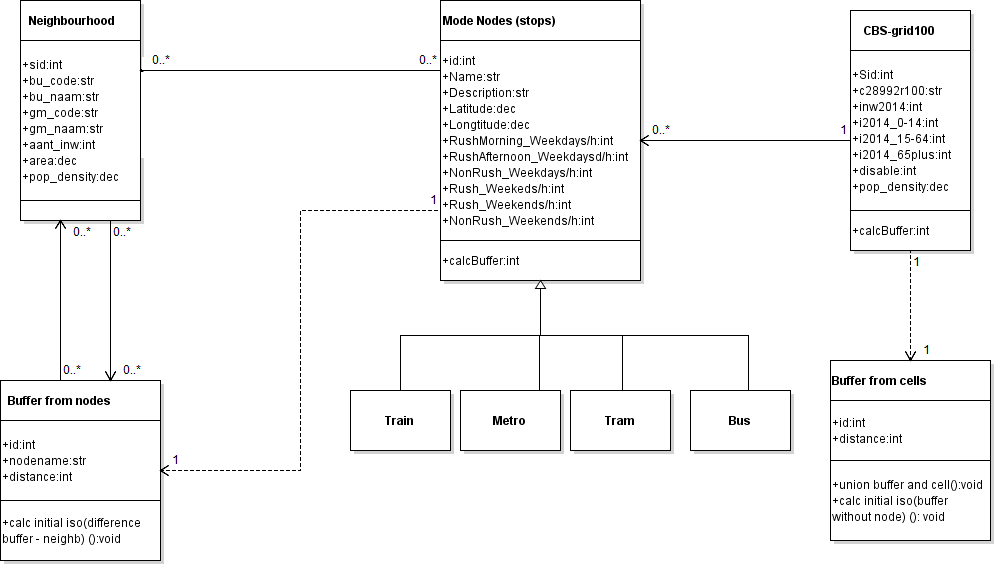 Neighbourhood
+sid:int
+bu_code:str
+bu_naam:str
+gm_code:str
+gm_naam:str
+aant_inw:int
+area:dec
+pop_density:dec
0..*
0..*
Mode Nodes (stops)
+id:int
+Name:str
+Description:str
+Latitude:dec
+Longtitude:dec
+RushMorning_Weekdays/h:int
+RushAfternoon_Weekdaysd/h:int
+NonRush_Weekdays/h:int
+Rush_Weekeds/h:int
+Rush_Weekends/h:int
+NonRush_Weekends/h:int
+calcBuffer:int
0..*
1
CBS-grid100
+Sid:int
+c28992r100:str
+inw2014:int
+i2014_0-14:int
+i2014_15-64:int
+i2014_65plus:int
+disable:int
+pop_density:dec
+calcBuffer:int
0..*
0..*
1
1
0..*
0..*
1
1
Buffer from nodes
+id:int
+nodename:str
+distance:int
+calc initial iso(difference
buffer - neighb) ():void
Train
Metro
Tram
Bus
Buffer from cells
+id:int
+distance:int
+union buffer and cell():void
+calc initial iso(buffer
without node) (): void